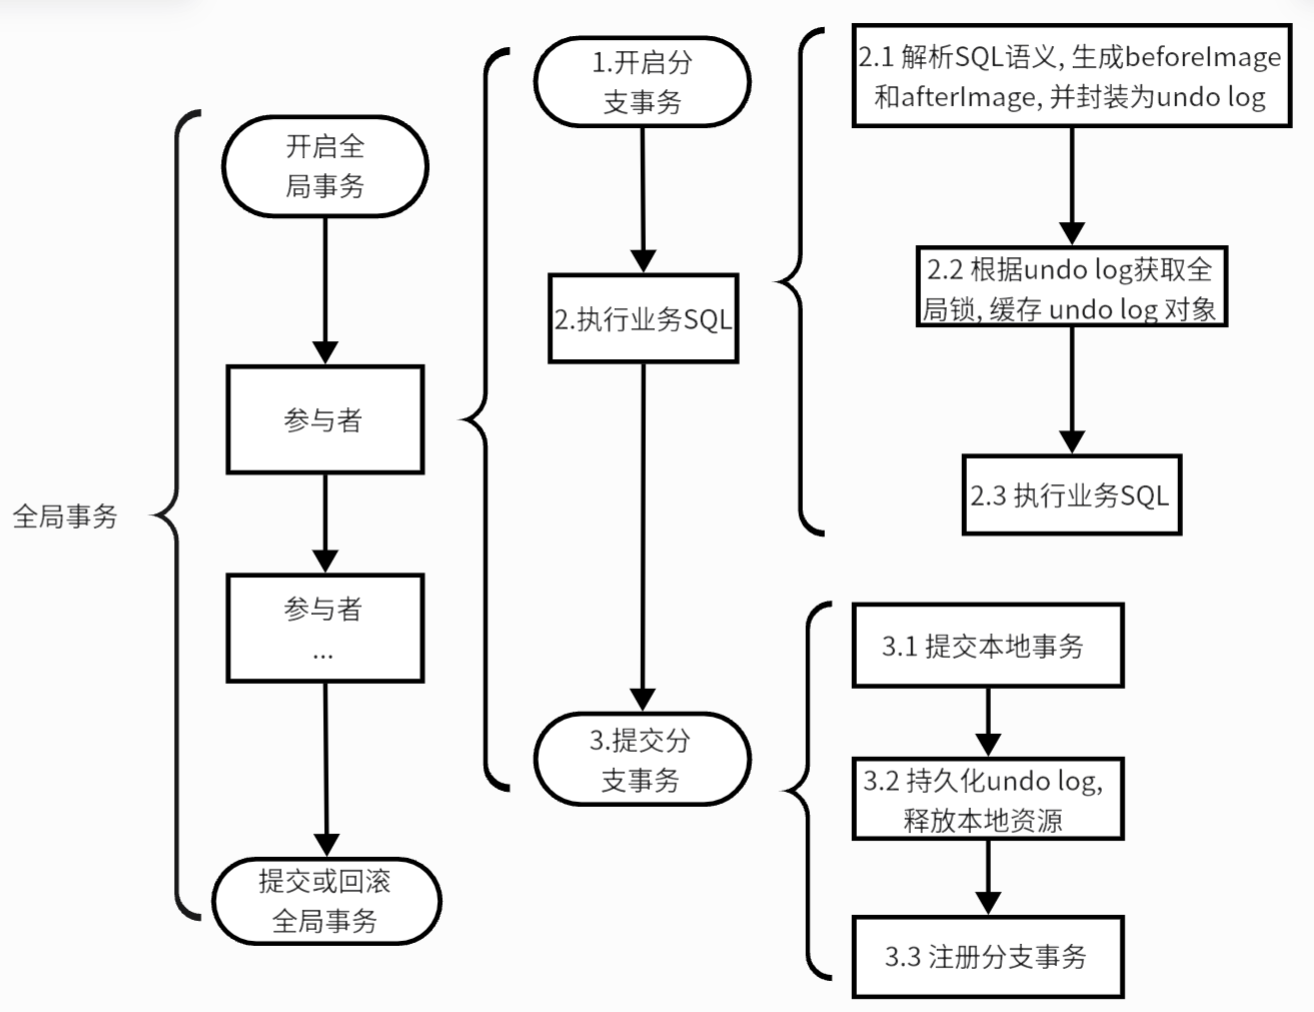 全局事务
开启全
局事务
参与者
参与者
...
提交或回滚
全局事务
1.开启分
支事务
2.执行业务SQL
3.提交分
支事务
2.1 解析SQL语义, 生成beforeImage
和afterImage, 并封装为undo log
2.2 根据undo log获取全
局锁, 缓存 undo log 对象
2.3 执行业务SQL
3.1 提交本地事务
3.2 持久化undo log,
释放本地资源
3.3 注册分支事务